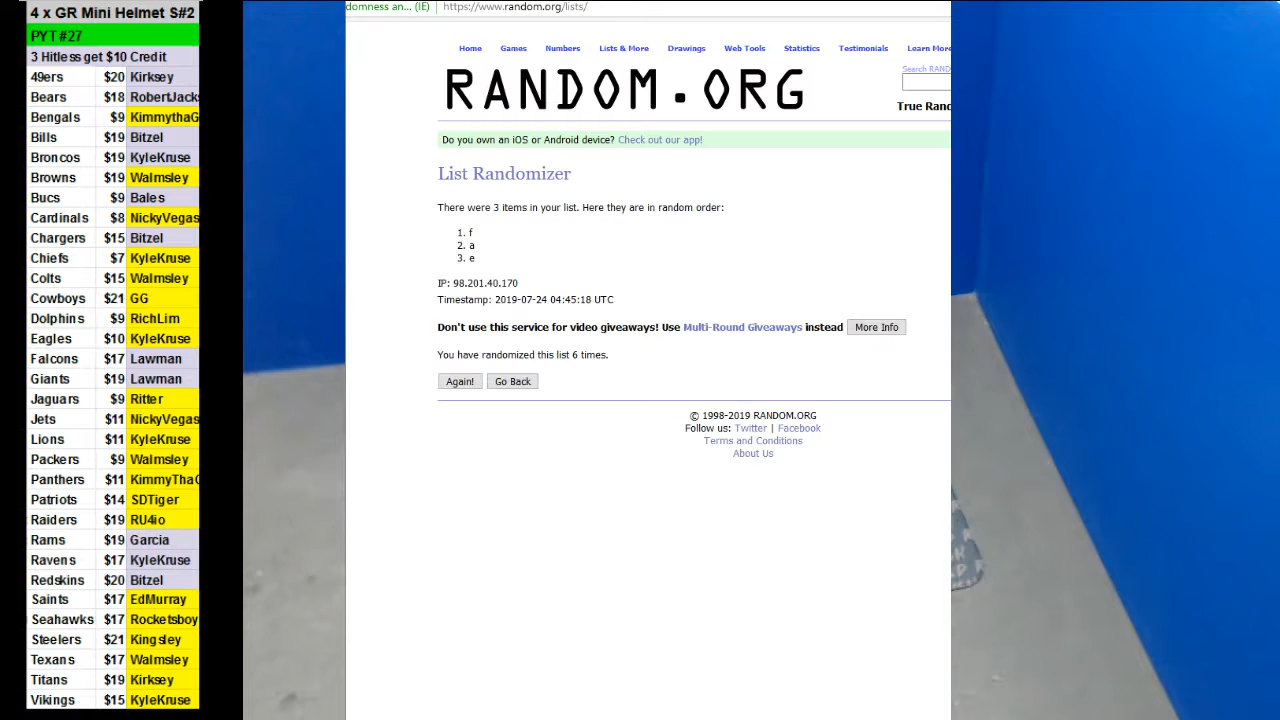 4 x GR Mini Helmet S#2
PYT #27
3 Hitless get $10 Credit
49ers $20 Kirksey
Bears $18 RobertJacks
Bengals $9 KimmythaG
Bills $19 Bitzel
Broncos $19 KyleKruse
Browns $19 Walmsley
Bucs $9 Bales
Cardinals $8 NickyVegas
Chargers $15 Bitzel
Chiefs $7 KyleKruse
Colts $15 Walmsley
Cowboys $21 GG
Dolphins $9 RichLim
Eagles $10 KyleKruse
Falcons $17 Lawman
Giants $19 Lawman
Jaguars $9 Ritter
Jets $11 NickyVegas
Lions $11 KyleKruse
Packers $9 Walmsley
Panthers $11 KimmyThaG
Patriots $14 SDTiger
Raiders $19 RU4io
Rams $19 Garcia
Ravens $17 KyleKruse
Redskins $20 Bitzel
Saints $17 EdMurray
Seahawks $17 Rocketsboy
Steelers $21 Kingsley
Texans $17 Walmsley
Titans $19 Kirksey
Vikings $15 KyleKruse
domness an... (IE) https://www.random.org/lists/
Home Games Numbers Lists & More Drawings Web Tools Statistics Testimonials Learn More
Search RAND
RANDOM.ORG
True Rand
Do you own an iOS or Android device? Check out our app!
List Randomizer
There were 3 items in your list. Here they are in random order:
1. f
2. a
3. e
IP: 98.201.40.170
Timestamp: 2019-07-24 04:45:18 UTC
Don't use this service for video giveaways! Use Multi-Round Giveaways instead More Info
You have randomized this list 6 times.
Again! Go Back
© 1998-2019 RANDOM.ORG
Follow us: Twitter | Facebook
Terms and Conditions
About Us